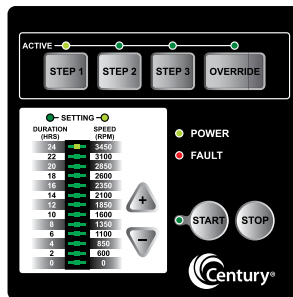 ACTIVE
STEP 1 STEP 2 STEP 3 OVERRIDE
SETTING
DURATION (HRS) SPEED (RPM)
24 3450
22 3100
20 2850
18 2600
16 2350
14 2100
12 1850
10 1600
8 1350
6 1100
4 850
2 600
0 0
POWER
FAULT
+
−
START STOP
Century®